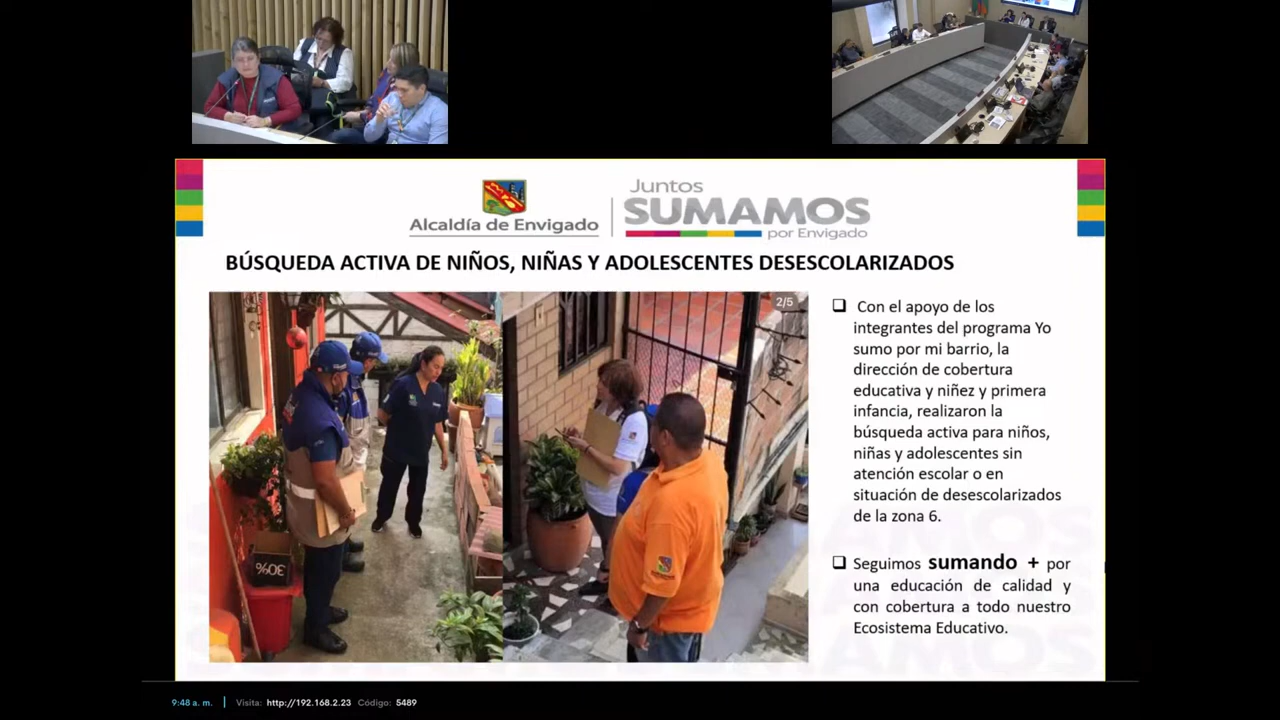 Alcaldía de Envigado
Juntos
SUMAMOS
por Envigado
BÚSQUEDA ACTIVA DE NIÑOS, NIÑAS Y ADOLESCENTES DESESCOLARIZADOS
2/5
30%
❑ Con el apoyo de los
integrantes del programa Yo
sumo por mi barrio, la
dirección de cobertura
educativa y niñez y primera
infancia, realizaron la
búsqueda activa para niños,
niñas y adolescentes sin
atención escolar o en
situación de desescolarizados
de la zona 6.
❑ Seguimos sumando + por
una educación de calidad y
con cobertura a todo nuestro
Ecosistema Educativo.
9:48 a. m. | Visita: http://192.168.2.23 Código: 5489